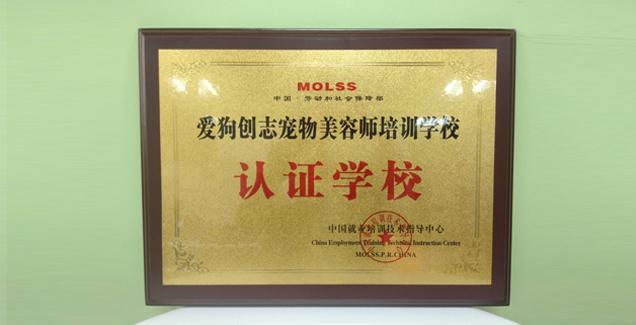 MOLSS
中国·劳动和社会保障部
爱狗创志宠物美容师培训学校
认证学校
中国就业培训技术指导中心
China Employment Training Technical Instruction Center
MOLSS.P.R.CHINA